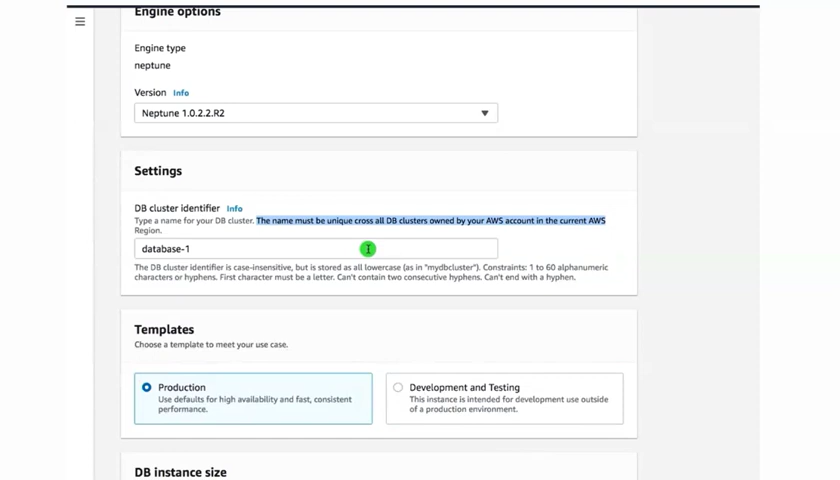 Engine options
Engine type
neptune
Version Info
Neptune 1.0.2.2.R2
Settings
DB cluster identifier Info
Type a name for your DB cluster. The name must be unique cross all DB clusters owned by your AWS account in the current AWS
Region.
database-1
The DB cluster identifier is case-insensitive, but is stored as all lowercase (as in "mydbcluster"). Constraints: 1 to 60 alphanumeric
characters or hyphens. First character must be a letter. Can't contain two consecutive hyphens. Can't end with a hyphen.
Templates
Choose a template to meet your use case.
Production
Use defaults for high availability and fast, consistent
performance.
Development and Testing
This instance is intended for development use outside
of a production environment.
DB instance size